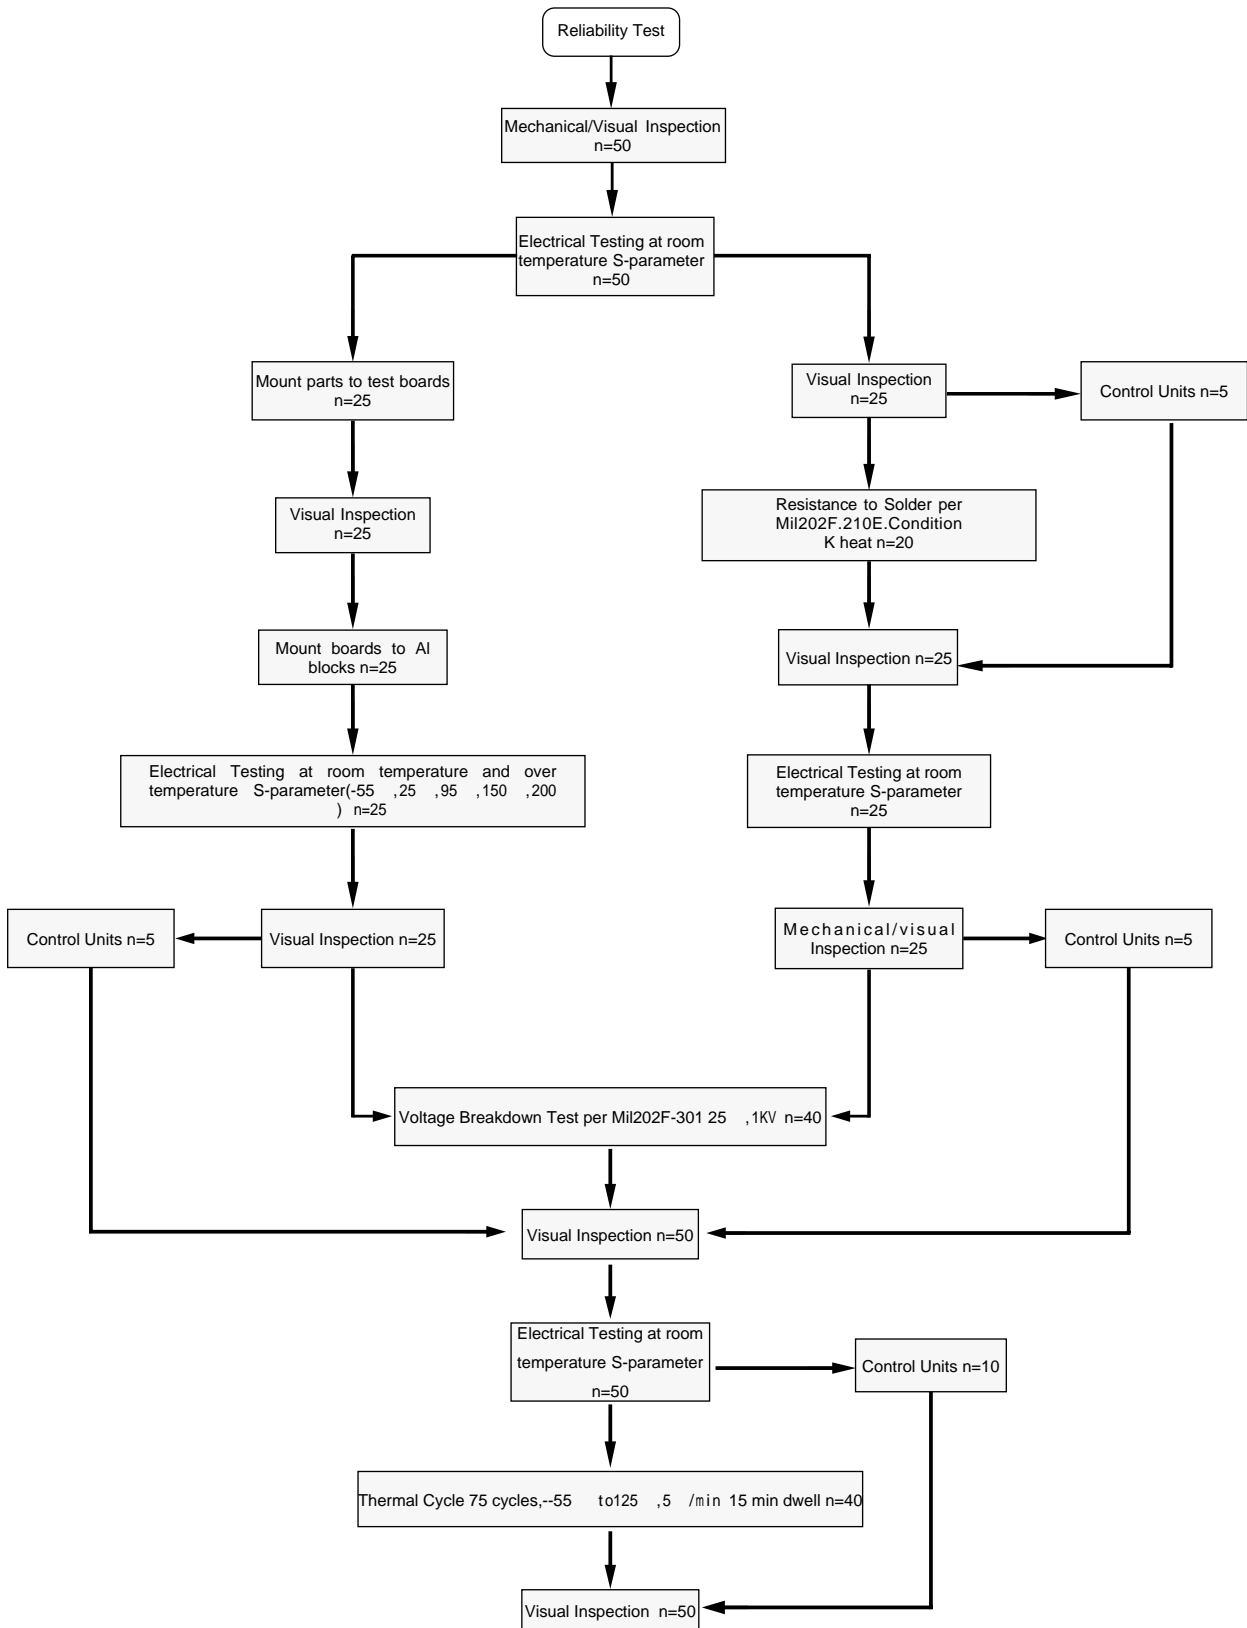 Reliability Test
Mechanical/Visual Inspection
n=50
Electrical Testing at room
temperature S-parameter
n=50
Mount parts to test boards
n=25
Visual Inspection
n=25
Control Units n=5
Visual Inspection
n=25
Resistance to Solder per
Mil202F.210E.Condition
K heat n=20
Mount boards to Al
blocks n=25
Visual Inspection n=25
Electrical Testing at room temperature and over
temperature S-parameter(-55 ,25 ,95 ,150 ,200
) n=25
Electrical Testing at room
temperature S-parameter
n=25
Control Units n=5
Visual Inspection n=25
Mechanical/visual
Inspection n=25
Control Units n=5
Voltage Breakdown Test per Mil202F-301 25 ,1KV n=40
Visual Inspection n=50
Electrical Testing at room
temperature S-parameter
n=50
Control Units n=10
Thermal Cycle 75 cycles,--55 to125 ,5 /min 15 min dwell n=40
Visual Inspection n=50